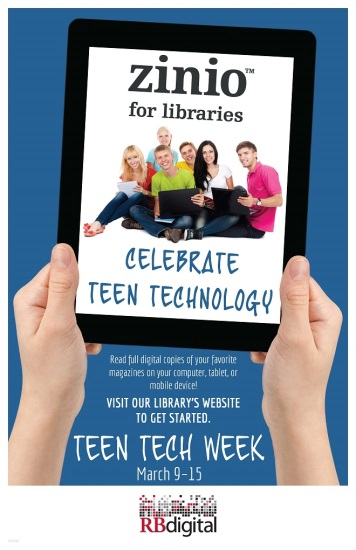 zinio™
for libraries
CELEBRATE
TEEN TECHNOLOGY
Read full digital copies of your favorite
magazines on your computer, tablet, or
mobile device!
VISIT OUR LIBRARY'S WEBSITE
TO GET STARTED.
TEEN TECH WEEK
March 9-15
RBdigital